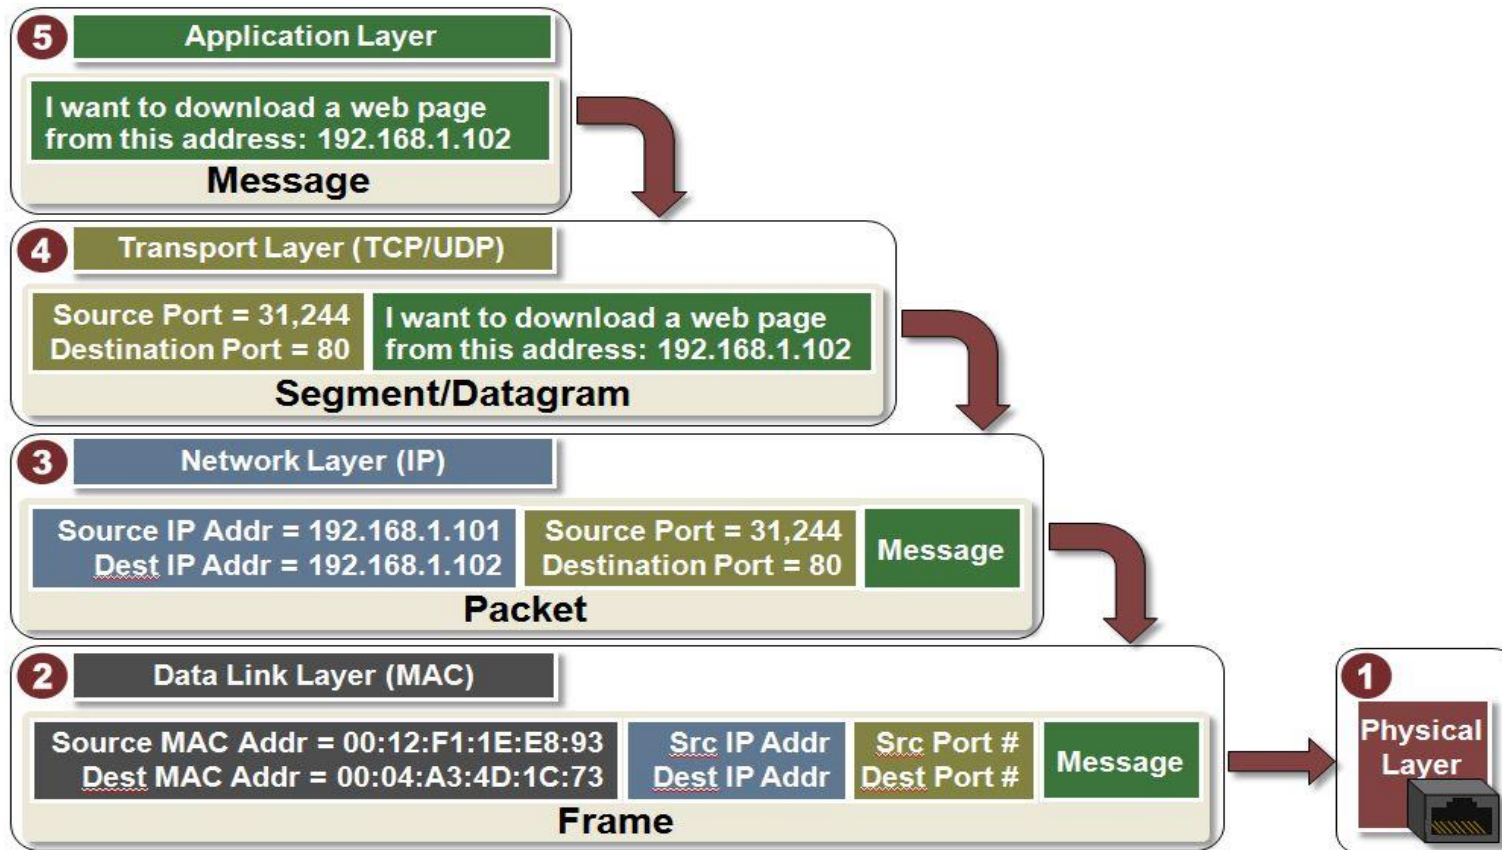 5
Application Layer
I want to download a web page
from this address: 192.168.1.102
Message
4
Transport Layer (TCP/UDP)
Source Port = 31,244
Destination Port = 80
I want to download a web page
from this address: 192.168.1.102
Segment/Datagram
3
Network Layer (IP)
Source IP Addr = 192.168.1.101
Dest IP Addr = 192.168.1.102
Source Port = 31,244
Destination Port = 80
Message
Packet
2
Data Link Layer (MAC)
Source MAC Addr = 00:12:F1:1E:E8:93
Dest MAC Addr = 00:04:A3:4D:1C:73
Src IP Addr
Dest IP Addr
Src Port #
Dest Port #
Message
Frame
1
Physical
Layer